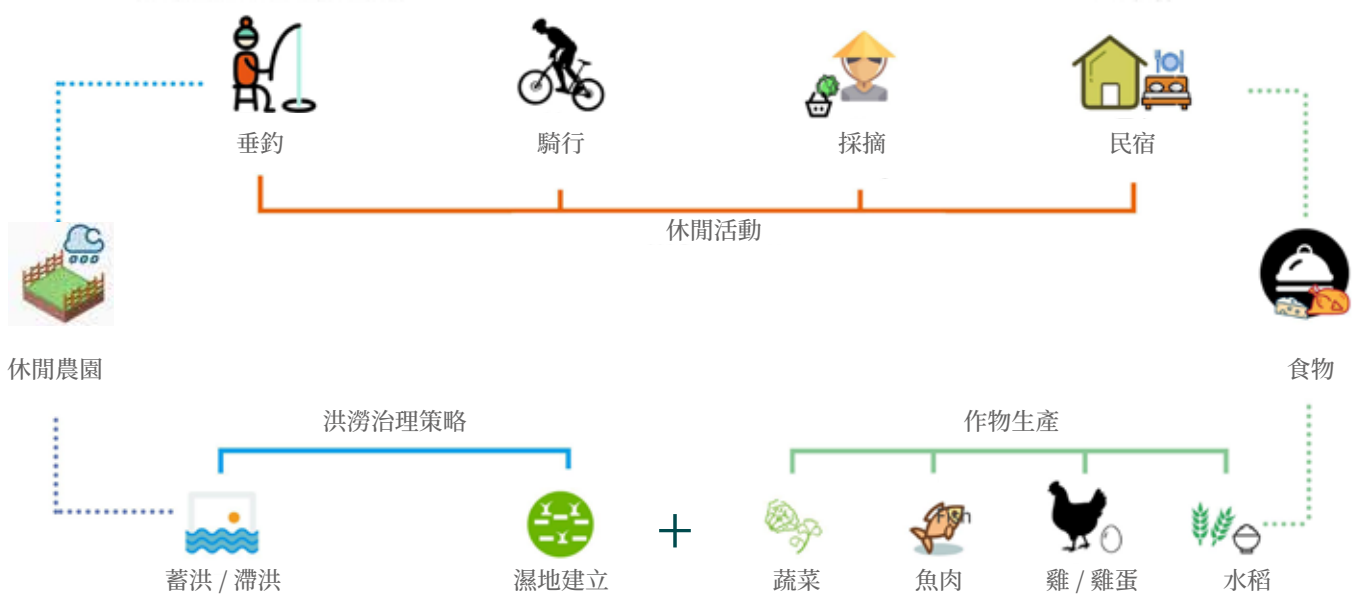 垂釣
騎行
採摘
民宿
休閒活動
休閒農園
食物
洪澇治理策略
作物生產
+
蓄洪 / 滯洪
濕地建立
蔬菜
魚肉
雞 / 雞蛋
水稻